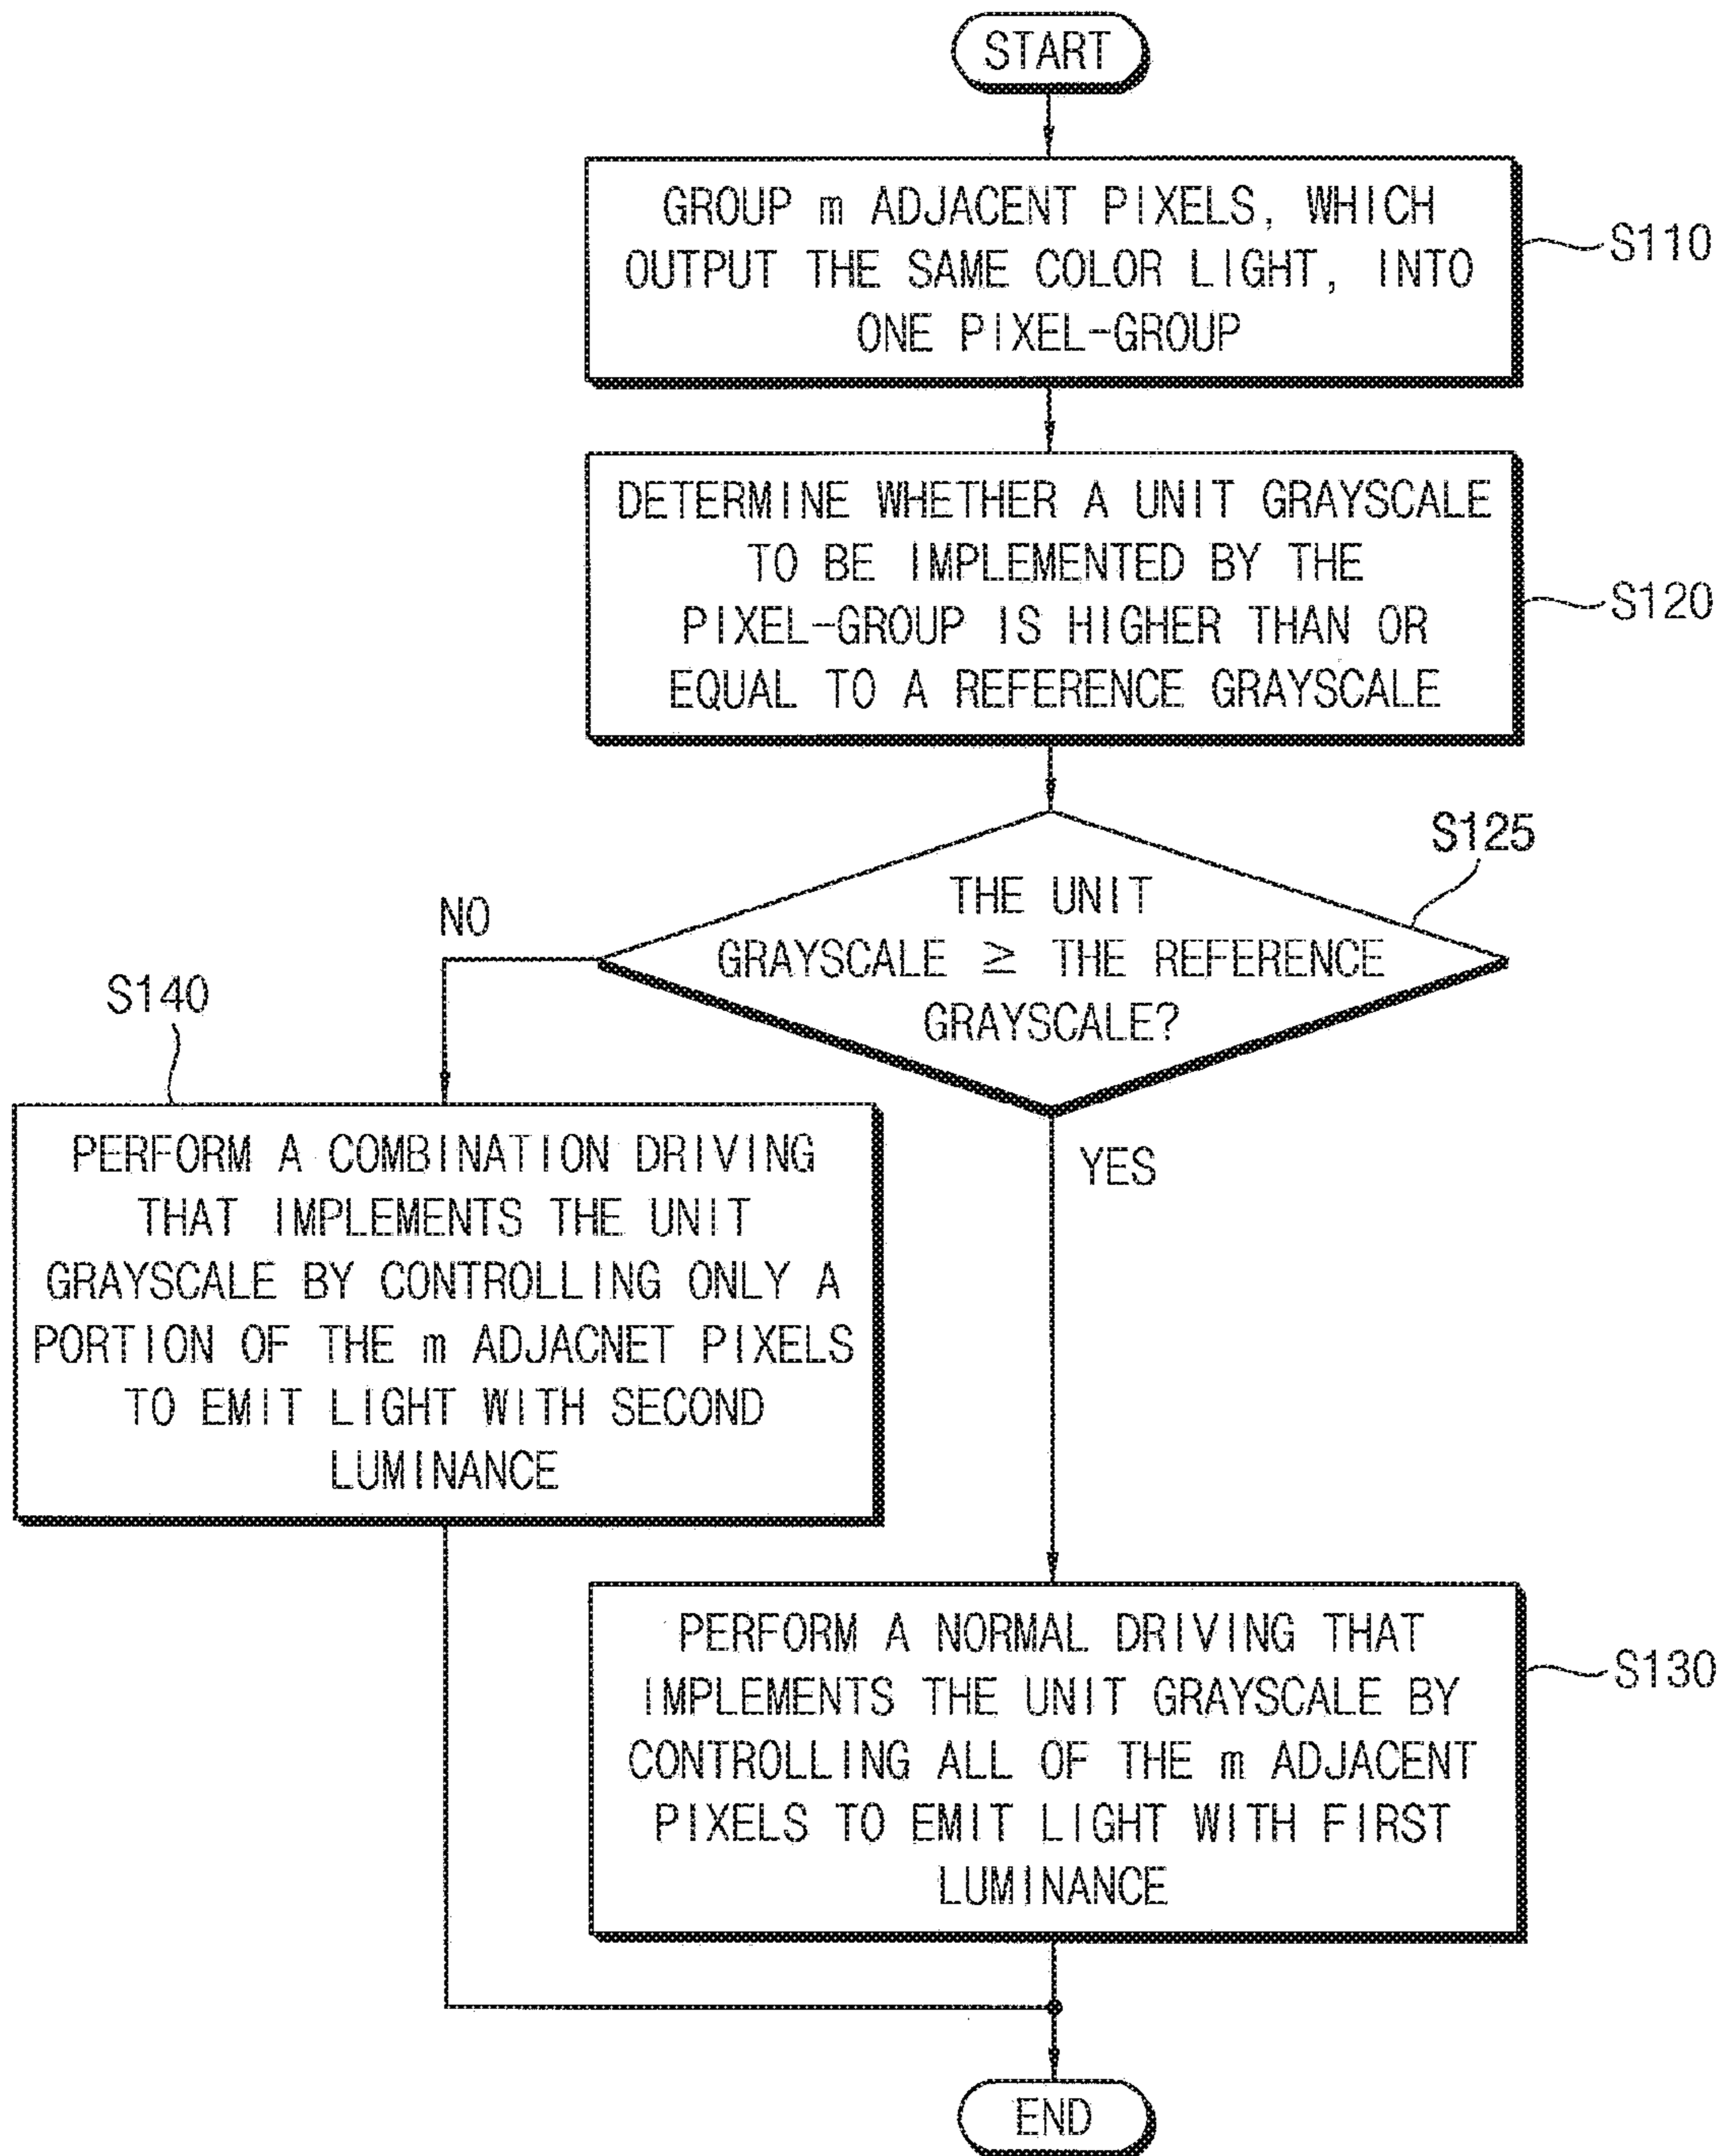 START
GROUP m ADJACENT PIXELS, WHICH
OUTPUT THE SAME COLOR LIGHT, INTO
ONE PIXEL-GROUP
S110
DETERMINE WHETHER A UNIT GRAYSCALE
TO BE IMPLEMENTED BY THE
PIXEL-GROUP IS HIGHER THAN OR
EQUAL TO A REFERENCE GRAYSCALE
S120
S125
THE UNIT
GRAYSCALE ≥ THE REFERENCE
GRAYSCALE?
NO
YES
S140
PERFORM A COMBINATION DRIVING
THAT IMPLEMENTS THE UNIT
GRAYSCALE BY CONTROLLING ONLY A
PORTION OF THE m ADJACNET PIXELS
TO EMIT LIGHT WITH SECOND
LUMINANCE
PERFORM A NORMAL DRIVING THAT
IMPLEMENTS THE UNIT GRAYSCALE BY
CONTROLLING ALL OF THE m ADJACENT
PIXELS TO EMIT LIGHT WITH FIRST
LUMINANCE
S130
END